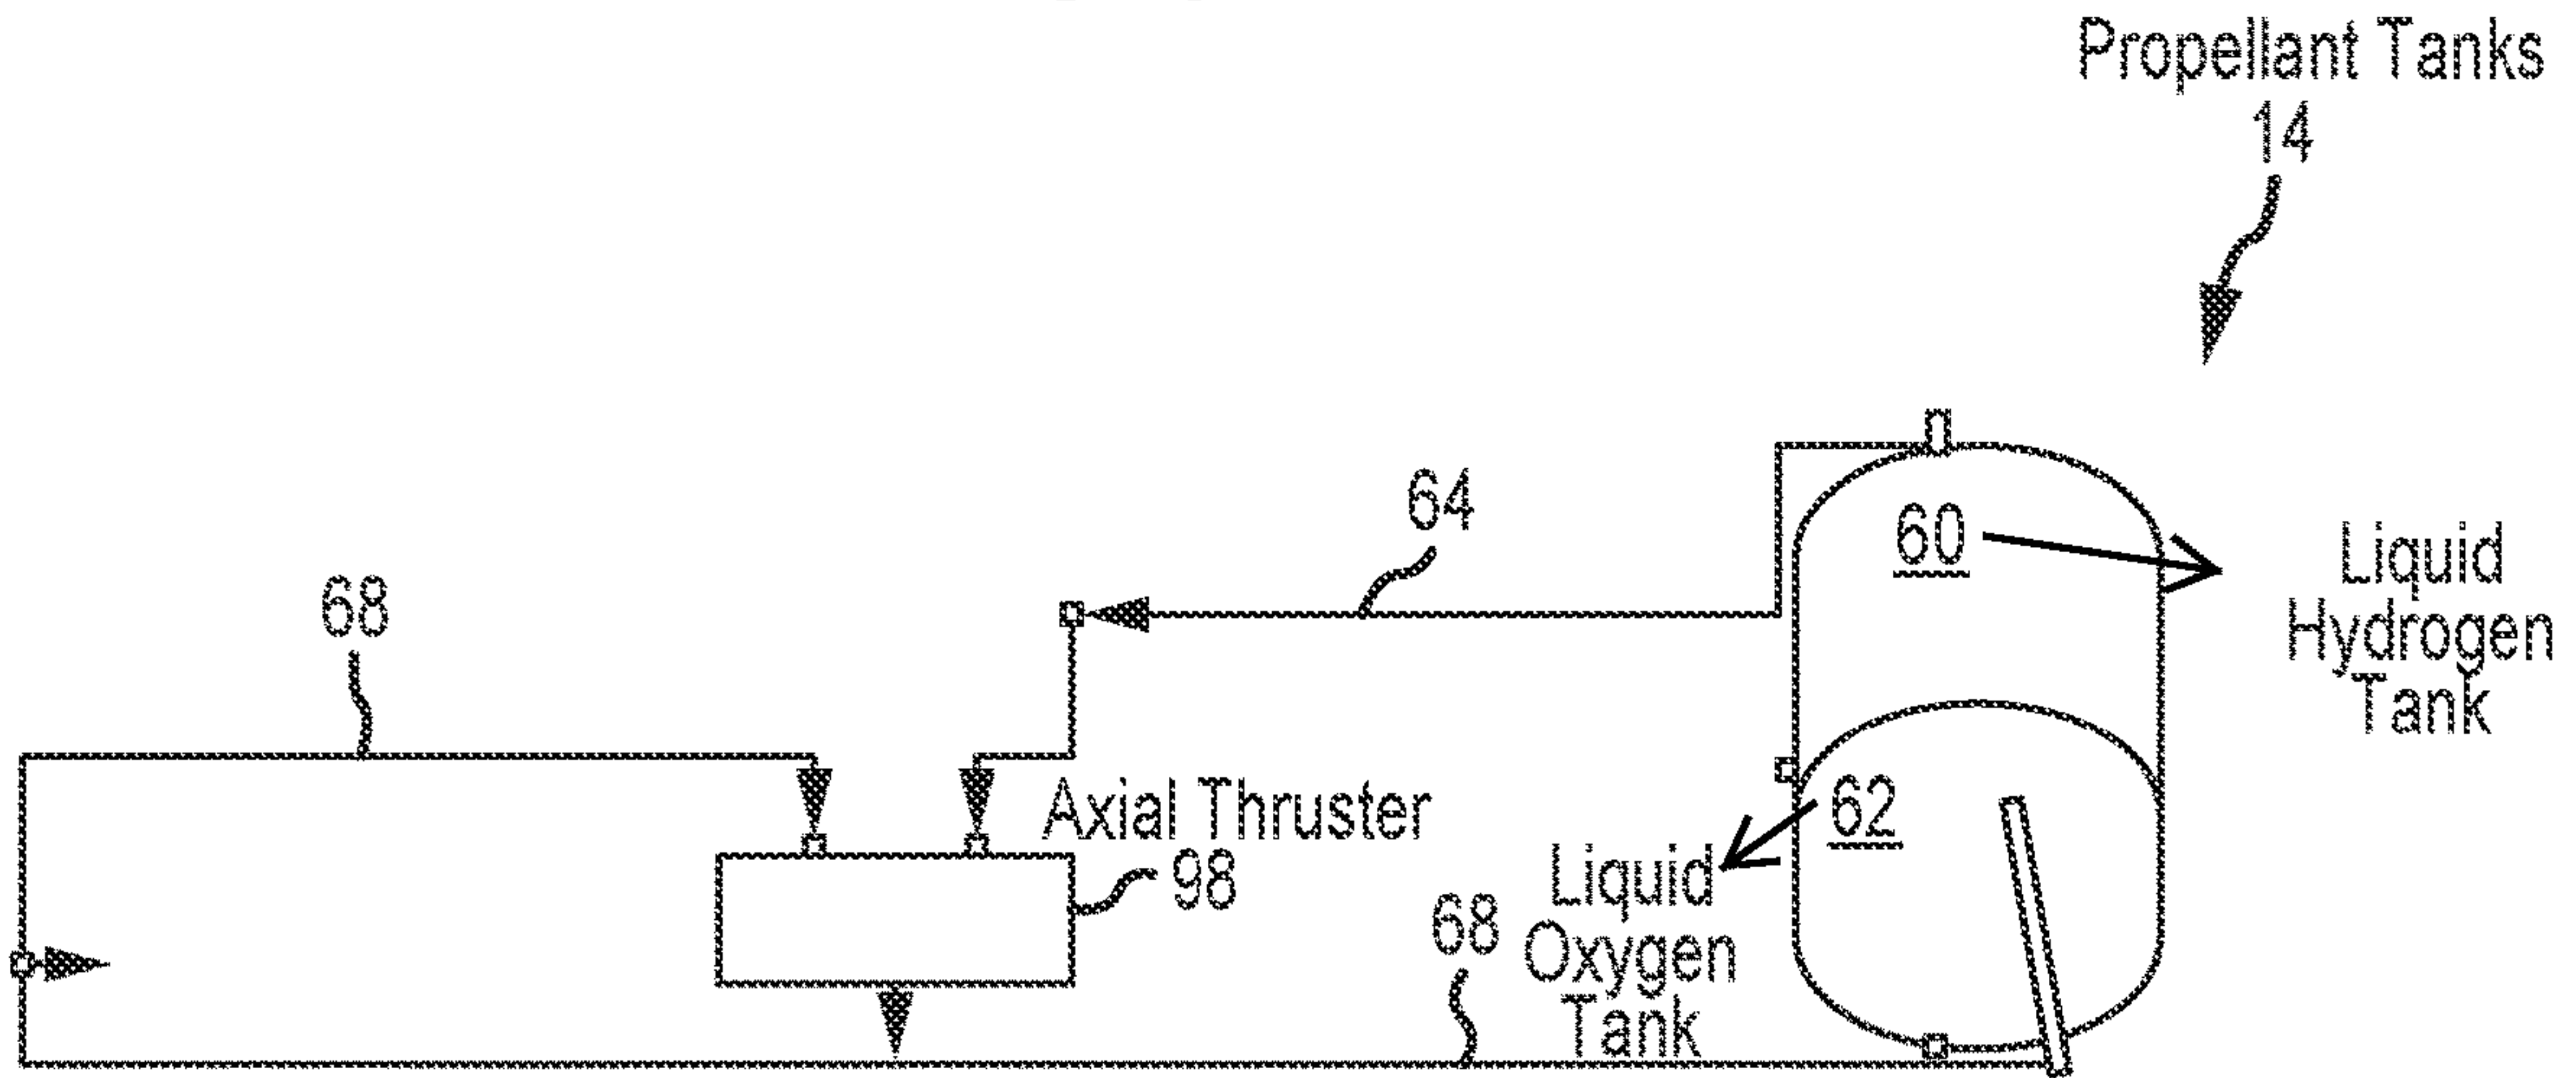 Propellant Tanks
14
64
60
Liquid
Hydrogen
Tank
68
Axial Thruster
98
62
Liquid
Oxygen
Tank
68